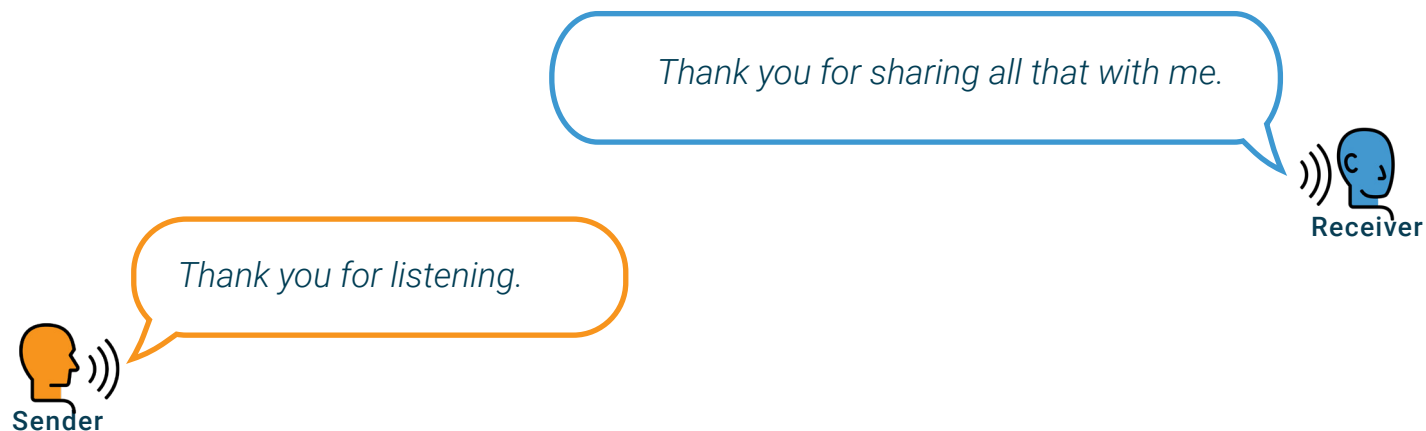 Thank you for sharing all that with me.
Receiver
Thank you for listening.
Sender